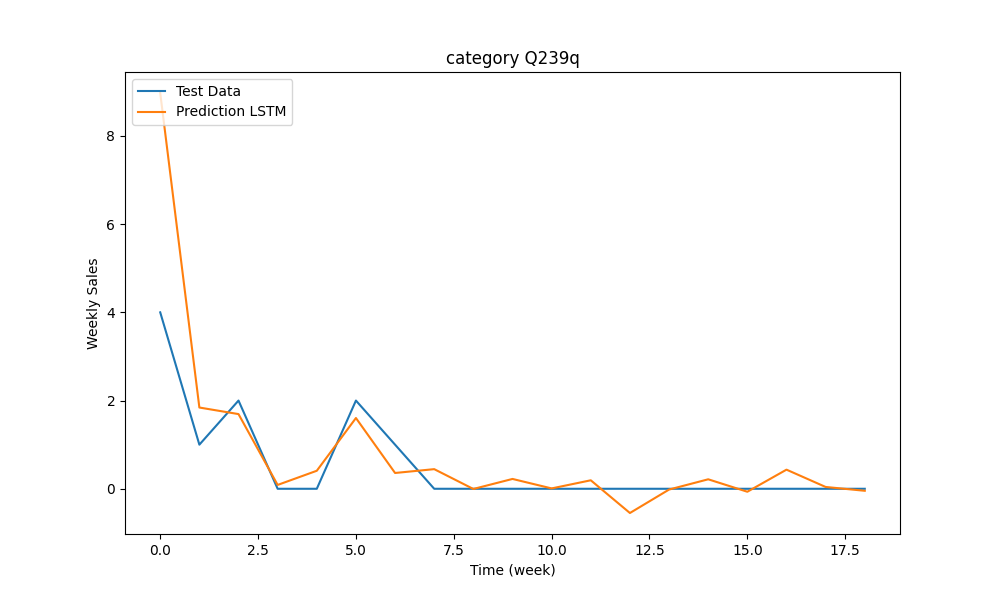 category Q239q
Test Data
Prediction LSTM
Weekly Sales
8
6
4
2
0
0.0
2.5
5.0
7.5
10.0
12.5
15.0
17.5
Time (week)